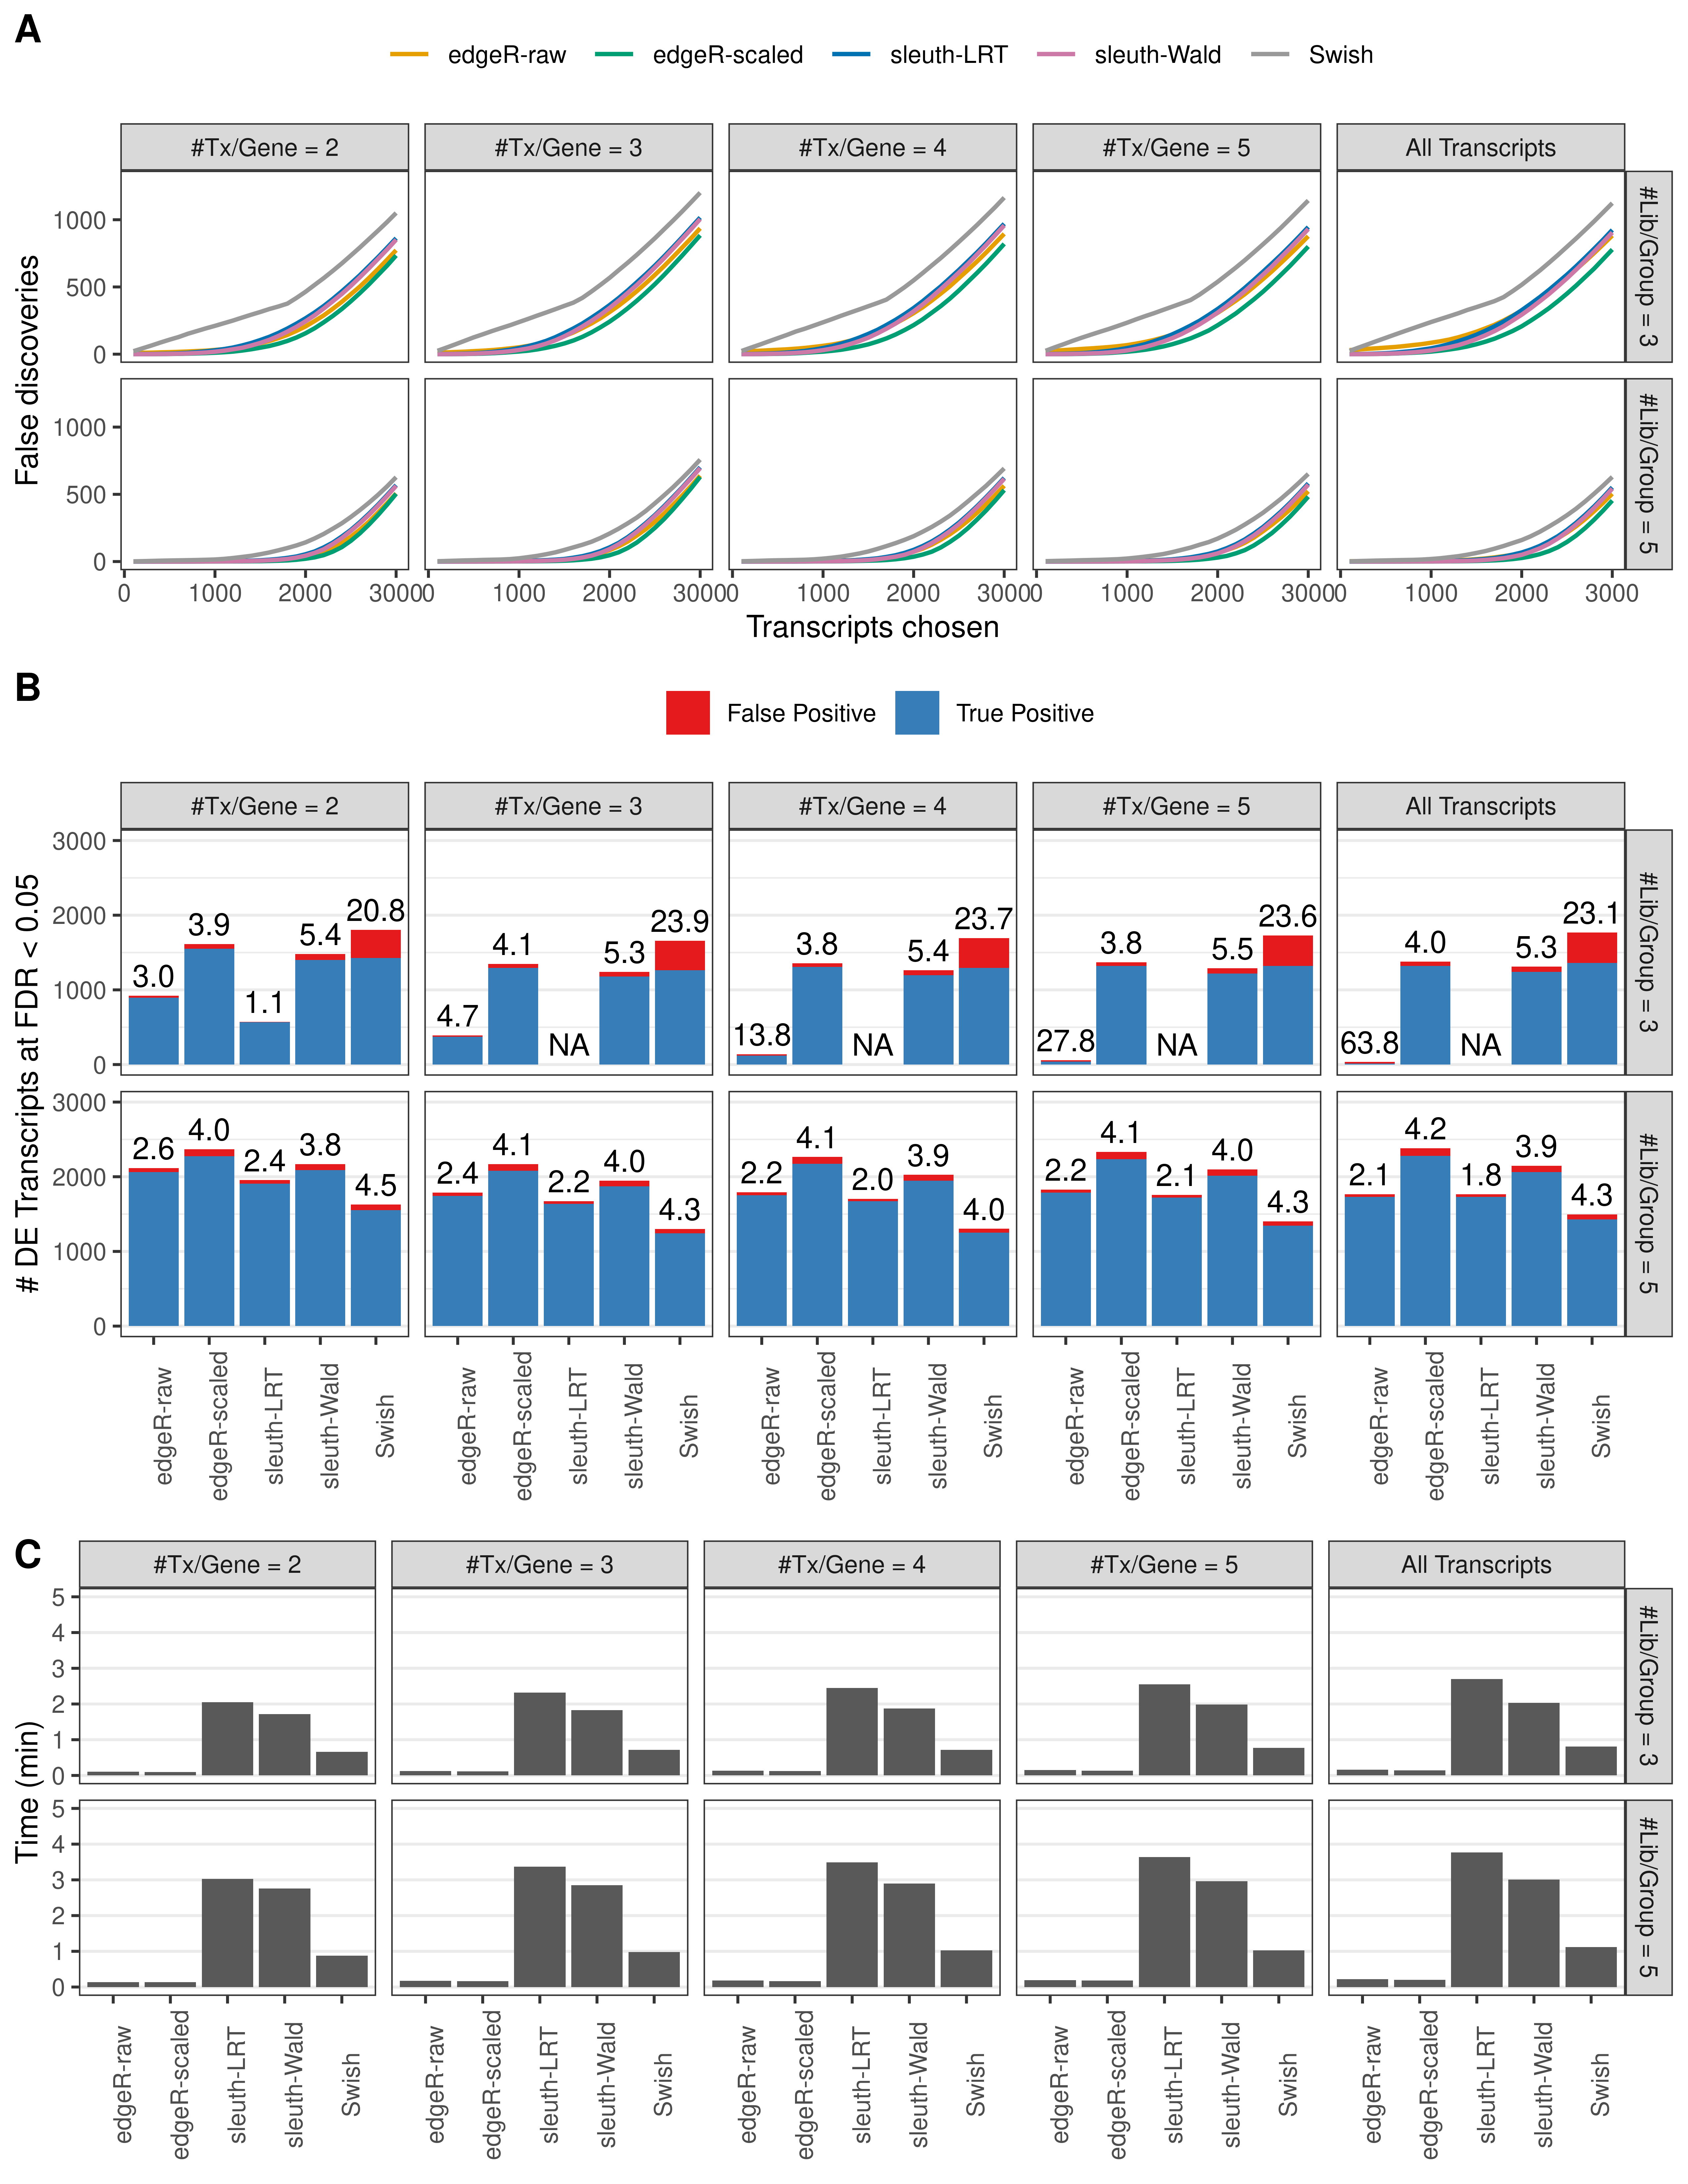 A
edgeR-raw edgeR-scaled sleuth-LRT sleuth-Wald Swish
#Tx/Gene = 2 #Tx/Gene = 3 #Tx/Gene = 4 #Tx/Gene = 5 All Transcripts
False discoveries
1000
500
0
#Lib/Group = 3
1000
500
0
#Lib/Group = 5
0 1000 2000 3000 0 1000 2000 3000 0 1000 2000 3000 0 1000 2000 3000 0 1000 2000 3000
Transcripts chosen
B
False Positive True Positive
#Tx/Gene = 2 #Tx/Gene = 3 #Tx/Gene = 4 #Tx/Gene = 5 All Transcripts
# DE Transcripts at FDR < 0.05
3000
2000
1000
0
3.0 3.9 1.1 5.4 20.8
4.7 4.1 NA 5.3 23.9
13.8 3.8 NA 5.4 23.7
27.8 3.8 NA 5.5 23.6
63.8 4.0 NA 5.3 23.1
#Lib/Group = 3
3000
2000
1000
0
2.6 4.0 2.4 3.8 4.5
2.4 4.1 2.2 4.0 4.3
2.2 4.1 2.0 3.9 4.0
2.2 4.1 2.1 4.0 4.3
2.1 4.2 1.8 3.9 4.3
#Lib/Group = 5
edgeR-raw edgeR-scaled sleuth-LRT sleuth-Wald Swish
edgeR-raw edgeR-scaled sleuth-LRT sleuth-Wald Swish
edgeR-raw edgeR-scaled sleuth-LRT sleuth-Wald Swish
edgeR-raw edgeR-scaled sleuth-LRT sleuth-Wald Swish
edgeR-raw edgeR-scaled sleuth-LRT sleuth-Wald Swish
C
#Tx/Gene = 2 #Tx/Gene = 3 #Tx/Gene = 4 #Tx/Gene = 5 All Transcripts
Time (min)
5
4
3
2
1
0
#Lib/Group = 3
5
4
3
2
1
0
#Lib/Group = 5
edgeR-raw edgeR-scaled sleuth-LRT sleuth-Wald Swish
edgeR-raw edgeR-scaled sleuth-LRT sleuth-Wald Swish
edgeR-raw edgeR-scaled sleuth-LRT sleuth-Wald Swish
edgeR-raw edgeR-scaled sleuth-LRT sleuth-Wald Swish
edgeR-raw edgeR-scaled sleuth-LRT sleuth-Wald Swish